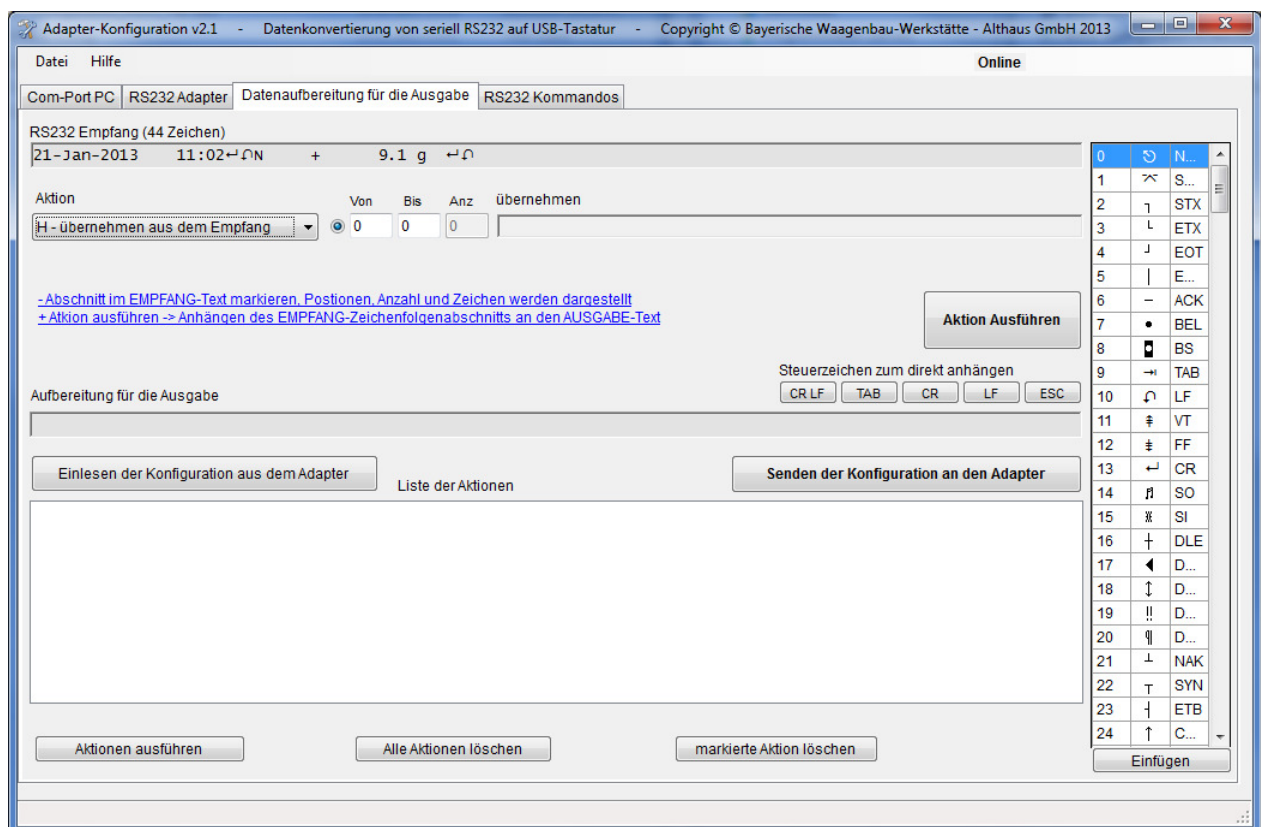 Adapter-Konfiguration v2.1 - Datenkonvertierung von seriell RS232 auf USB-Tastatur - Copyright © Bayerische Waagenbau-Werkstätte - Althaus GmbH 2013
Datei Hilfe Online
Com-Port PC RS232 Adapter Datenaufbereitung für die Ausgabe RS232 Kommandos
RS232 Empfang (44 Zeichen)
21-Jan-2013 11:02↵N + 9.1 g ↵
Aktion Von Bis Anz übernehmen
H - übernehmen aus dem Empfang 0 0 0
- Abschnitt im EMPFANG-Text markieren, Postionen, Anzahl und Zeichen werden dargestellt
+ Atkion ausführen -> Anhängen des EMPFANG-Zeichenfolgenabschnitts an den AUSGABE-Text
Aktion Ausführen
Steuerzeichen zum direkt anhängen
Aufbereitung für die Ausgabe
CR LF TAB CR LF ESC
Einlesen der Konfiguration aus dem Adapter
Liste der Aktionen
Senden der Konfiguration an den Adapter
Aktionen ausführen Alle Aktionen löschen markierte Aktion löschen
0 N...
1 S...
2 ┐ STX
3 └ ETX
4 ┘ EOT
5 │ E...
6 − ACK
7 • BEL
8 ◘ BS
9 ⇥ TAB
10 LF
11 ⇞ VT
12 ⇟ FF
13 ↵ CR
14 SO
15 SI
16 ┼ DLE
17 ◄ D...
18 ↕ D...
19 ‼ D...
20 ¶ D...
21 ┴ NAK
22 ┬ SYN
23 ┤ ETB
24 ↑ C...
Einfügen